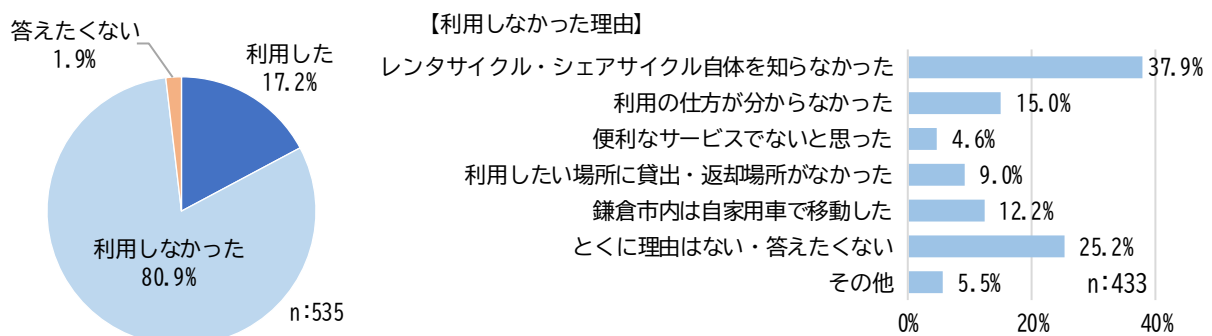 答えたくない
1.9%
利用した
17.2%
利用しなかった
80.9%
n:535
【利用しなかった理由】
レンタサイクル・シェアサイクル自体を知らなかった 37.9%
利用の仕方が分からなかった 15.0%
便利なサービスでないと思った 4.6%
利用したい場所に貸出・返却場所がなかった 9.0%
鎌倉市内は自家用車で移動した 12.2%
とくに理由はない・答えたくない 25.2%
その他 5.5%
n:433
0% 20% 40%